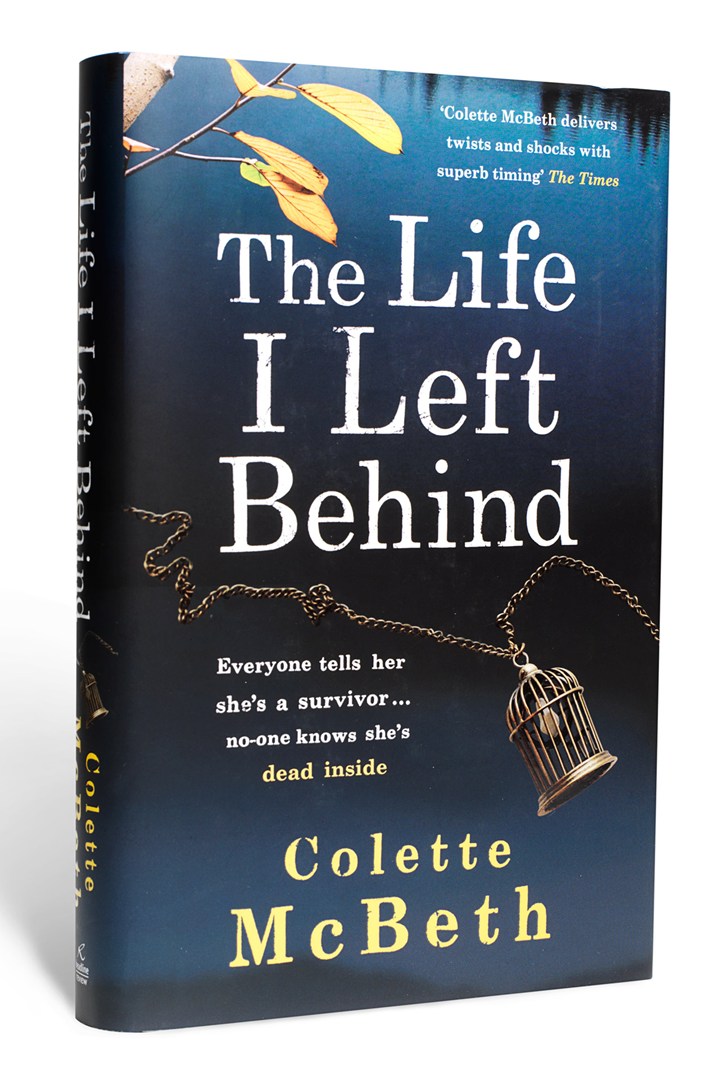 'Colette McBeth delivers
twists and shocks with
superb timing' The Times
The Life
I Left
Behind
Everyone tells her
she's a survivor...
no-one knows she's
dead inside
Colette
McBeth
The Life I Left Behind
Colette
McBeth